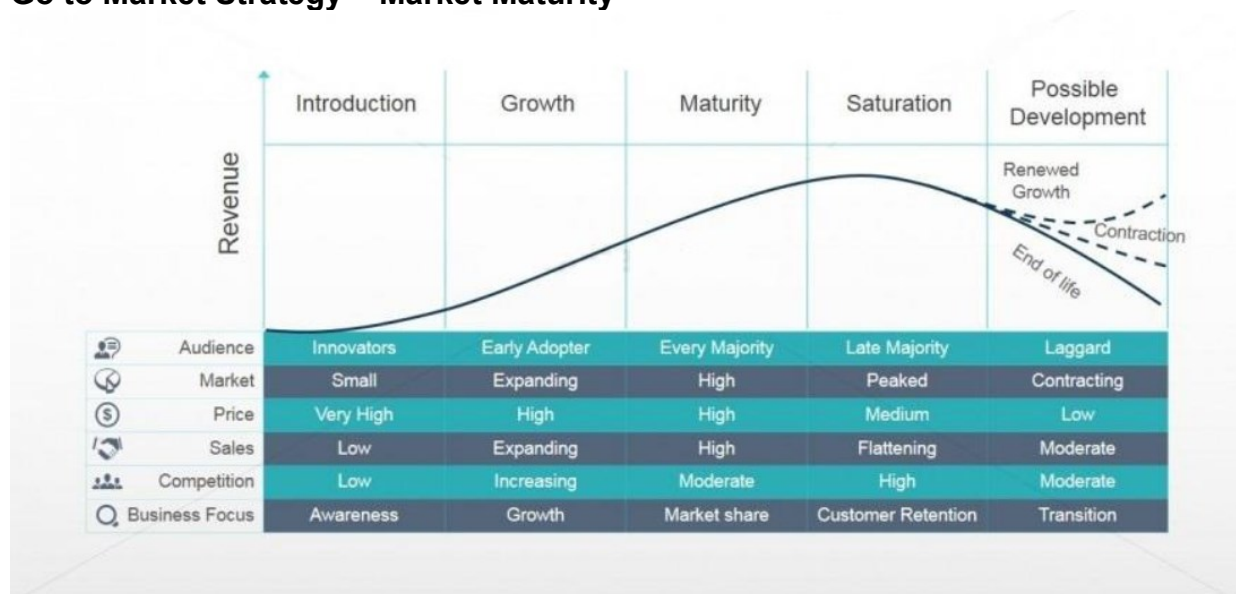 Go to Market Strategy – Market Maturity
Introduction Growth Maturity Saturation Possible Development
Revenue
Renewed
Growth
Contraction
End of life
Audience Innovators Early Adopter Every Majority Late Majority Laggard
Market Small Expanding High Peaked Contracting
Price Very High High High Medium Low
Sales Low Expanding High Flattening Moderate
Competition Low Increasing Moderate High Moderate
Business Focus Awareness Growth Market share Customer Retention Transition